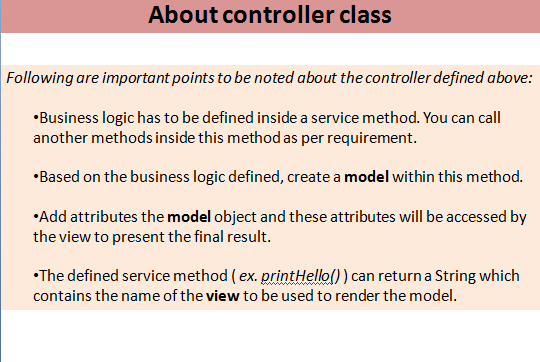 About controller class
Following are important points to be noted about the controller defined above:
•Business logic has to be defined inside a service method. You can call
another methods inside this method as per requirement.
•Based on the business logic defined, create a model within this method.
•Add attributes the model object and these attributes will be accessed by
the view to present the final result.
•The defined service method ( ex. printHello() ) can return a String which
contains the name of the view to be used to render the model.